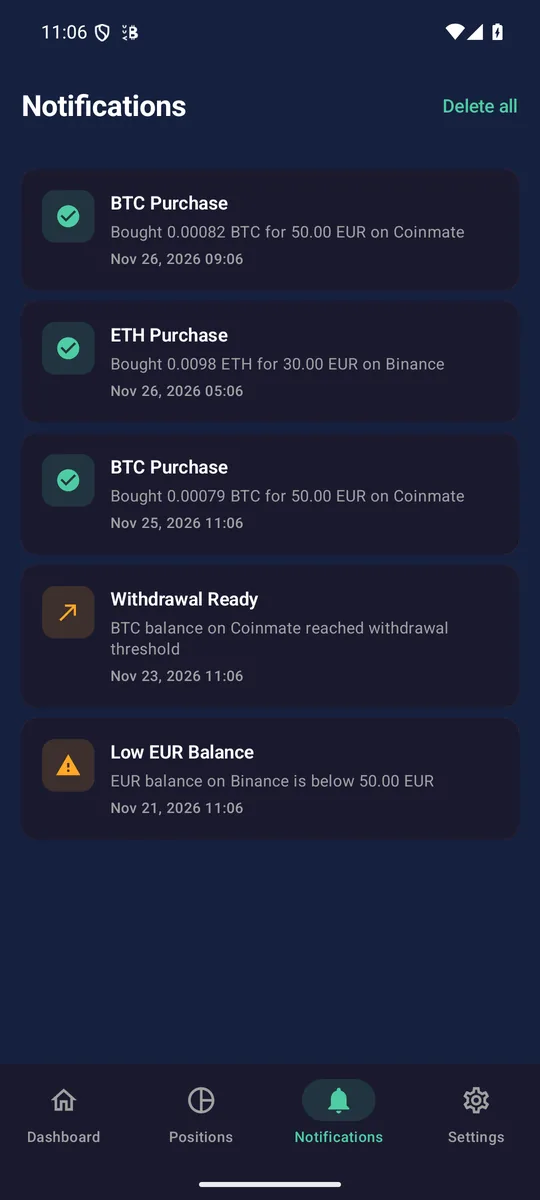 11:06
Notifications
Delete all
BTC Purchase
Bought 0.00082 BTC for 50.00 EUR on Coinmate
Nov 26, 2026 09:06
ETH Purchase
Bought 0.0098 ETH for 30.00 EUR on Binance
Nov 26, 2026 05:06
BTC Purchase
Bought 0.00079 BTC for 50.00 EUR on Coinmate
Nov 25, 2026 11:06
Withdrawal Ready
BTC balance on Coinmate reached withdrawal
threshold
Nov 23, 2026 11:06
Low EUR Balance
EUR balance on Binance is below 50.00 EUR
Nov 21, 2026 11:06
Dashboard
Positions
Notifications
Settings